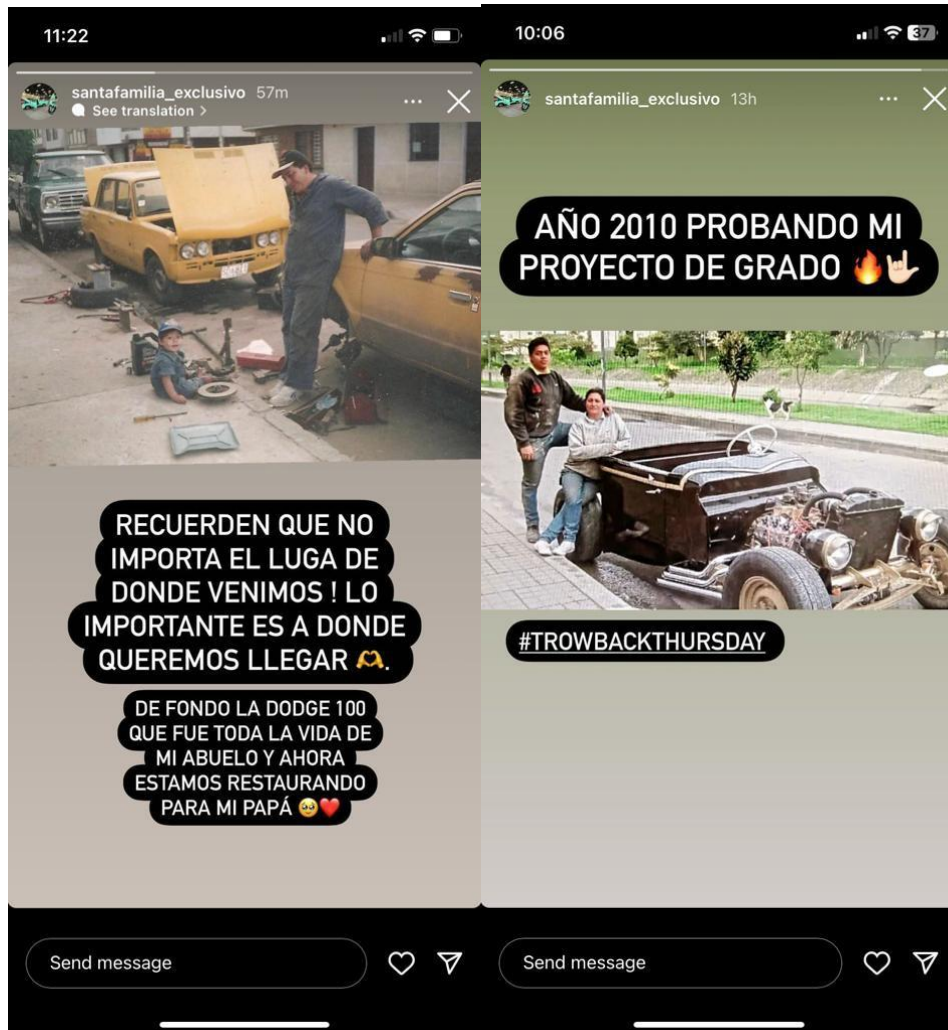 11:22
santafamilia_exclusivo 57m
See translation >
RECUERDEN QUE NO
IMPORTA EL LUGA DE
DONDE VENIMOS ! LO
IMPORTANTE ES A DONDE
QUEREMOS LLEGAR 🫶.
DE FONDO LA DODGE 100
QUE FUE TODA LA VIDA DE
MI ABUELO Y AHORA
ESTAMOS RESTAURANDO
PARA MI PAPÁ 🥹❤️
Send message
10:06
37
santafamilia_exclusivo 13h
AÑO 2010 PROBANDO MI
PROYECTO DE GRADO 🔥🤟🏻
#TROWBACKTHURSDAY
Send message